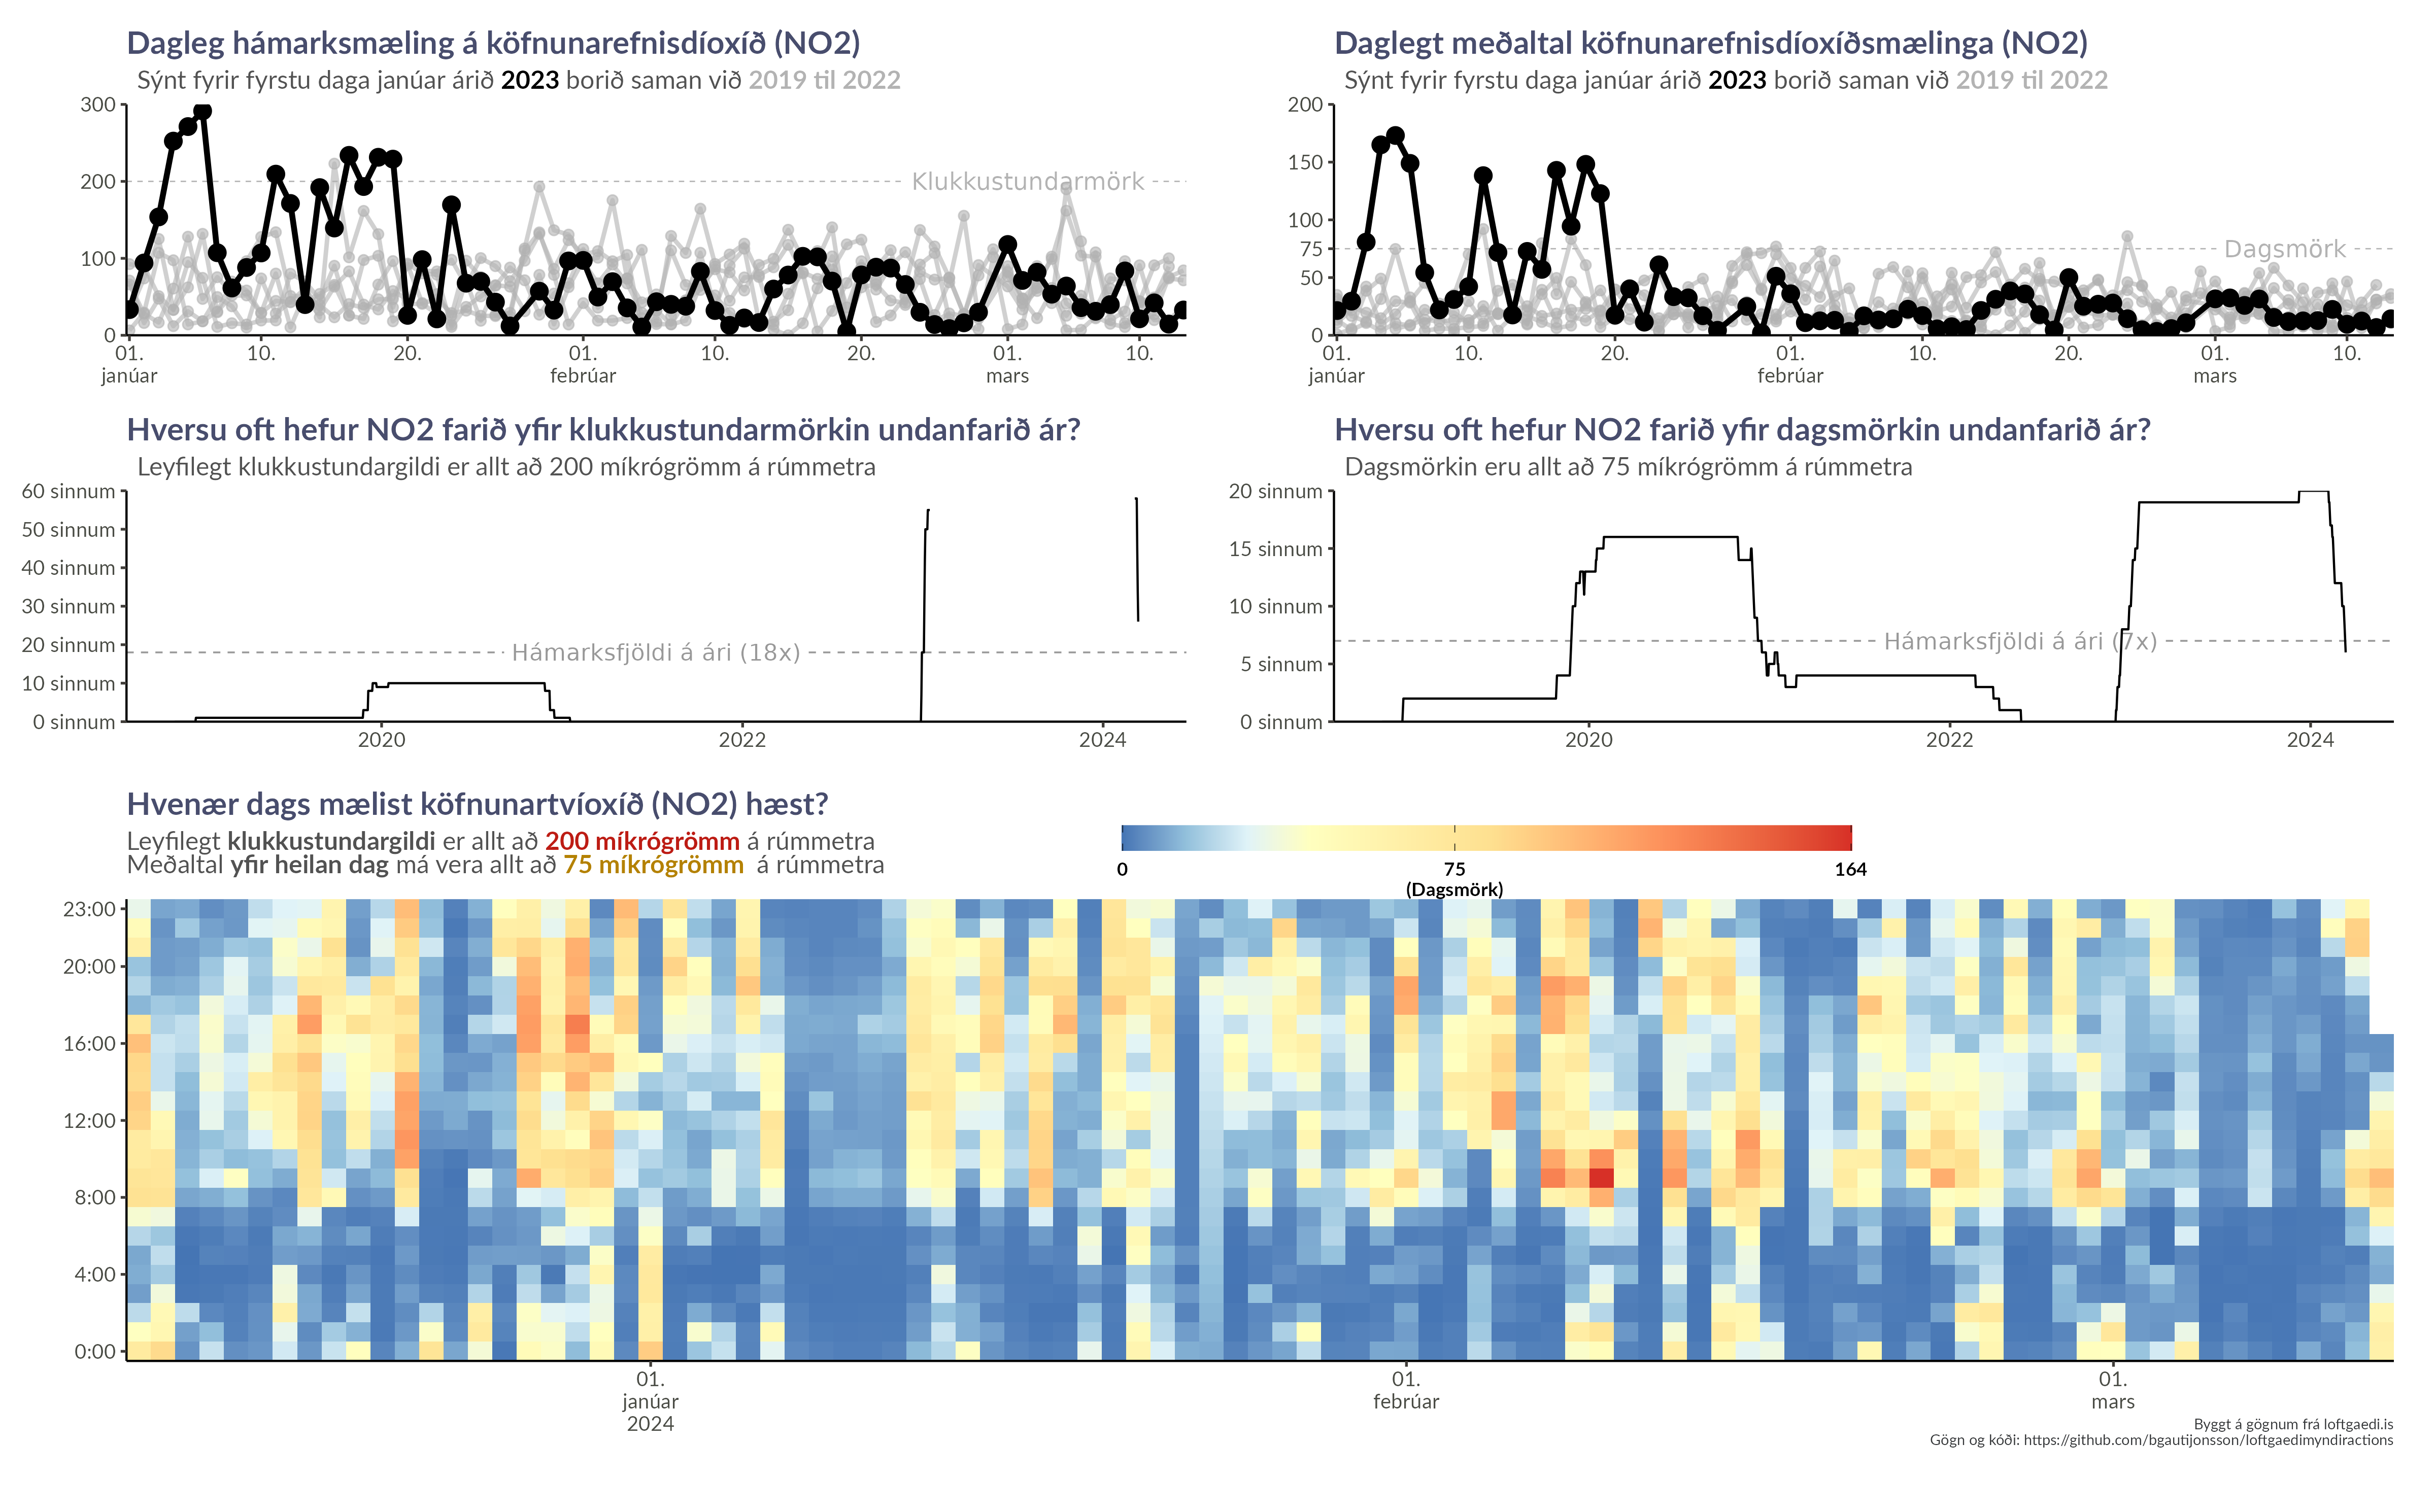 Dagleg hámarksmæling á köfnunarefnisdíoxíð (NO2)
Sýnt fyrir fyrstu daga janúar árið 2023 borið saman við 2019 til 2022
300
200
100
0
Klukkustundarmörk
01. 10. 20. 01. 10. 20. 01. 10.
janúar febrúar mars
Daglegt meðaltal köfnunarefnisdíoxíðsmælinga (NO2)
Sýnt fyrir fyrstu daga janúar árið 2023 borið saman við 2019 til 2022
200
150
100
75
50
0
Dagsmörk
01. 10. 20. 01. 10. 20. 01. 10.
janúar febrúar mars
Hversu oft hefur NO2 farið yfir klukkustundarmörkin undanfarið ár?
Leyfilegt klukkustundargildi er allt að 200 míkrógrömm á rúmmetra
60 sinnum
50 sinnum
40 sinnum
30 sinnum
20 sinnum
10 sinnum
0 sinnum
Hámarksfjöldi á ári (18x)
2020 2022 2024
Hversu oft hefur NO2 farið yfir dagsmörkin undanfarið ár?
Dagsmörkin eru allt að 75 míkrógrömm á rúmmetra
20 sinnum
15 sinnum
10 sinnum
5 sinnum
0 sinnum
Hámarksfjöldi á ári (7x)
2020 2022 2024
Hvenær dags mælist köfnunartvíoxíð (NO2) hæst?
Leyfilegt klukkustundargildi er allt að 200 míkrógrömm á rúmmetra
Meðaltal yfir heilan dag má vera allt að 75 míkrógrömm á rúmmetra
0 75 164
(Dagsmörk)
23:00
20:00
16:00
12:00
8:00
4:00
0:00
01. 01. 01.
janúar febrúar mars
2024
Byggt á gögnum frá loftgaedi.is
Gögn og kóði: https://github.com/bgautijonsson/loftgaedimyndiractions